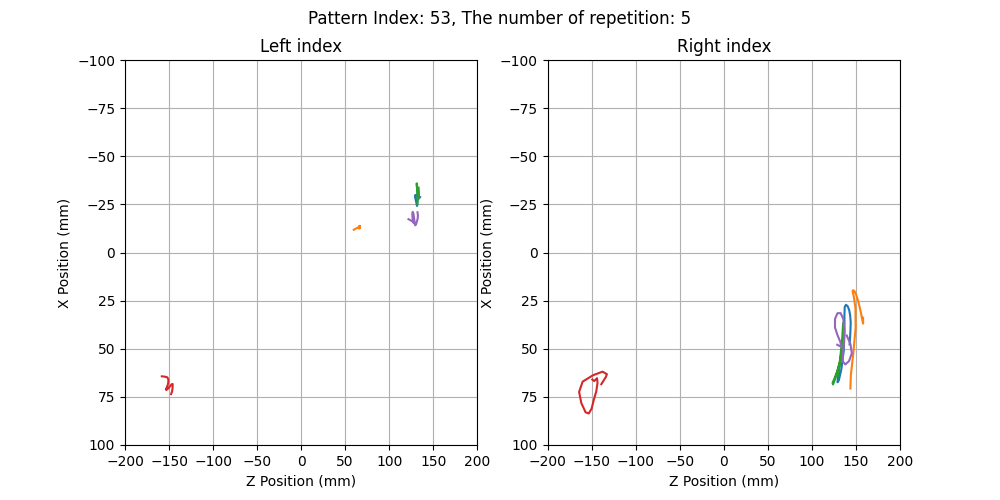 Pattern Index: 53, The number of repetition: 5
Left index
Right index
−100
−75
−50
−25
0
25
50
75
100
X Position (mm)
−200 −150 −100 −50 0 50 100 150 200
Z Position (mm)
−100
−75
−50
−25
0
25
50
75
100
X Position (mm)
−200 −150 −100 −50 0 50 100 150 200
Z Position (mm)